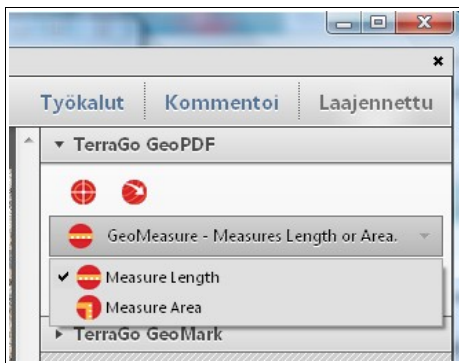 Työkalut Kommentoi Laajennettu
TerraGo GeoPDF
GeoMeasure - Measures Length or Area.
Measure Length
Measure Area
TerraGo GeoMark